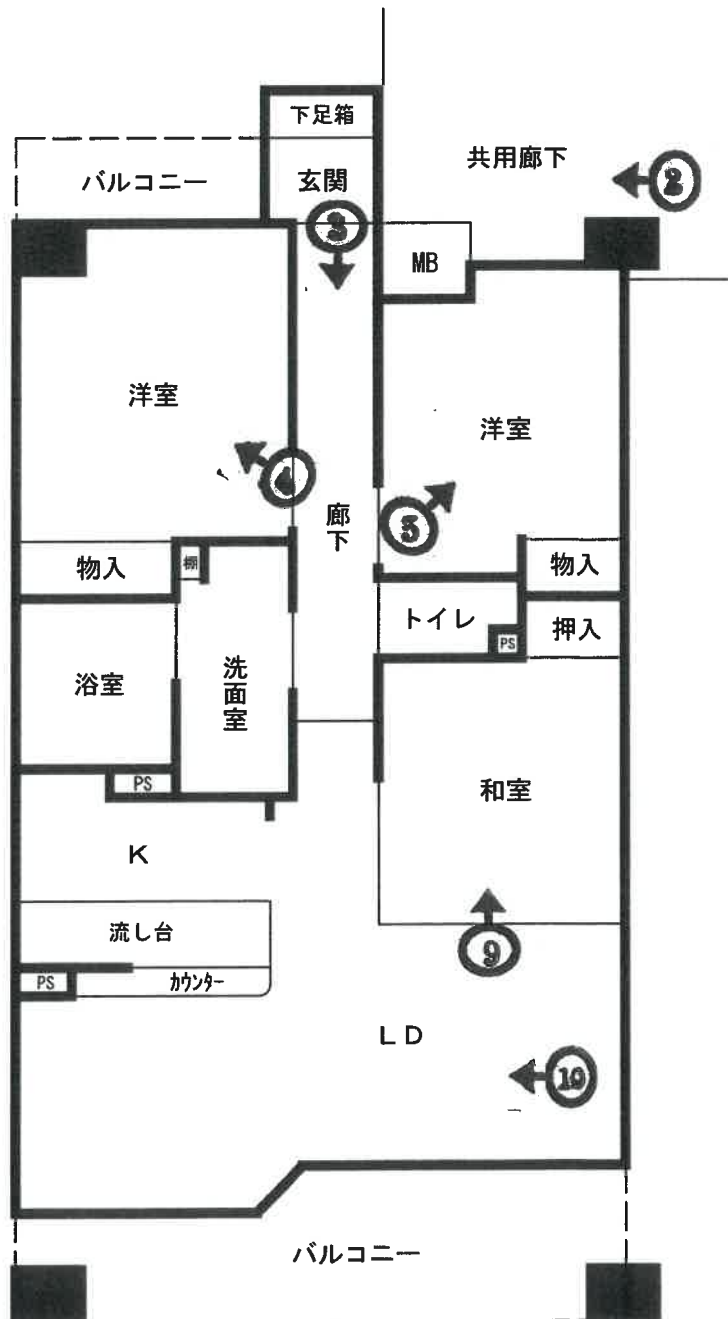 下足箱
共用廊下
②
バルコニー
玄関
③
MB
洋室
洋室
④
⑤
廊下
物入
棚
物入
トイレ
PS
押入
浴室
洗面室
PS
和室
K
流し台
⑨
PS
カウンター
LD
⑩
バルコニー